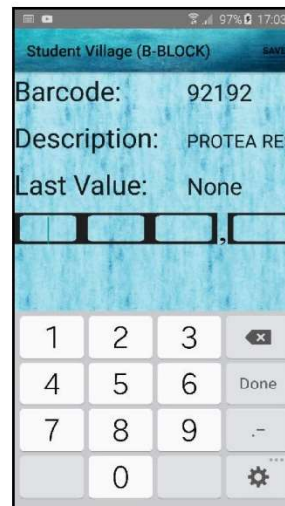 97% 17:03
Student Village (B-BLOCK) SAVE
Barcode: 92192
Description: PROTEA RE
Last Value: None
,
1 2 3
4 5 6 Done
7 8 9 .-
0